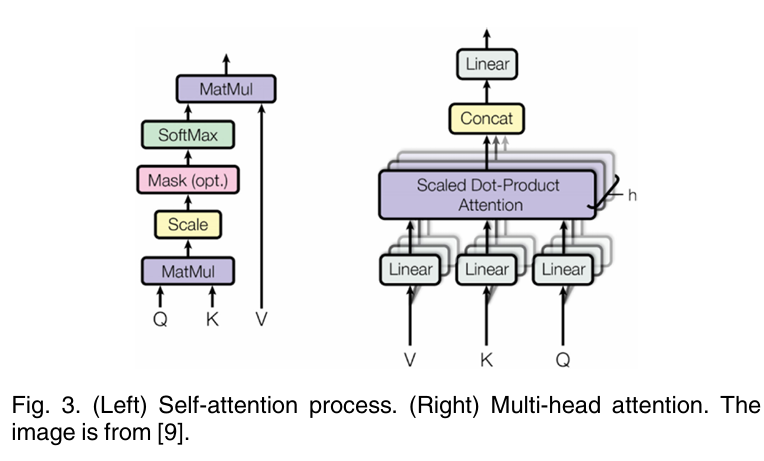 MatMul
SoftMax
Mask (opt.)
Scale
MatMul
Q K V
Linear
Concat
Scaled Dot-Product
Attention
h
Linear Linear Linear
V K Q
Fig. 3. (Left) Self-attention process. (Right) Multi-head attention. The
image is from [9].